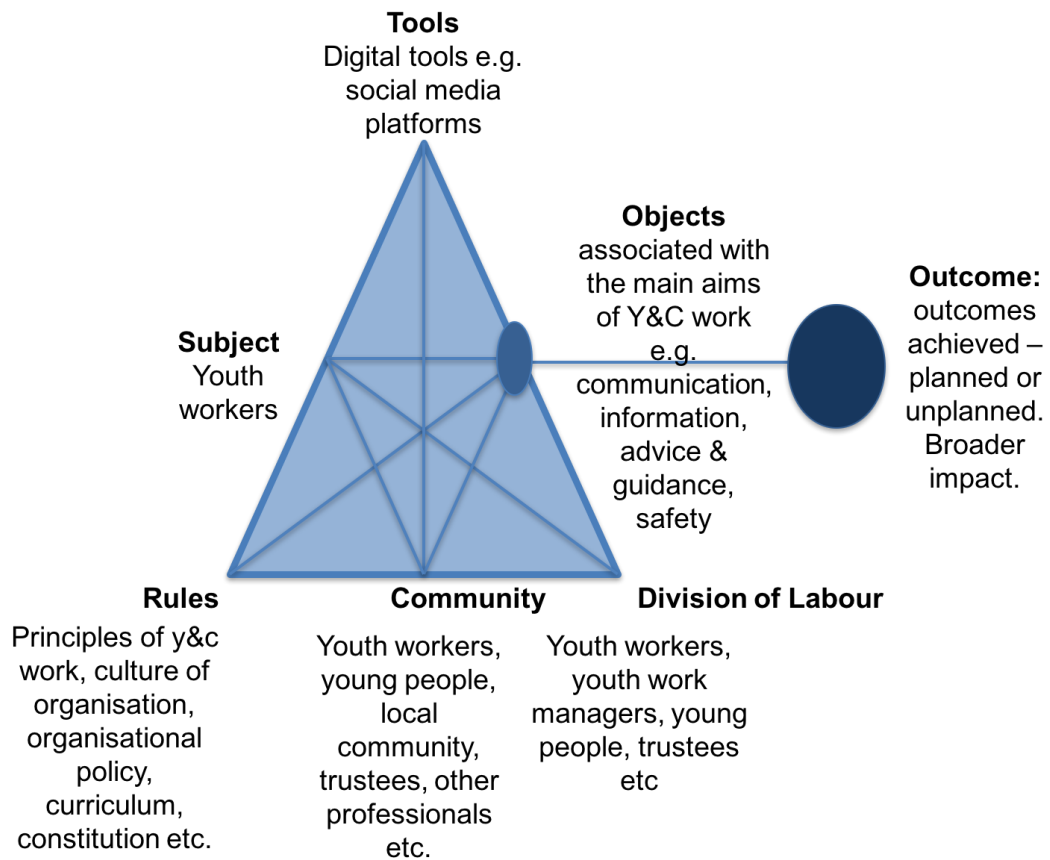 Tools
Digital tools e.g.
social media
platforms
Objects
associated with
the main aims
of Y&C work
e.g.
communication,
information,
advice &
guidance,
safety
Outcome:
outcomes
achieved –
planned or
unplanned.
Broader
impact.
Subject
Youth
workers
Rules
Principles of y&c
work, culture of
organisation,
organisational
policy,
curriculum,
constitution etc.
Community
Youth workers,
young people,
local
community,
trustees, other
professionals
etc.
Division of Labour
Youth workers,
youth work
managers, young
people, trustees
etc